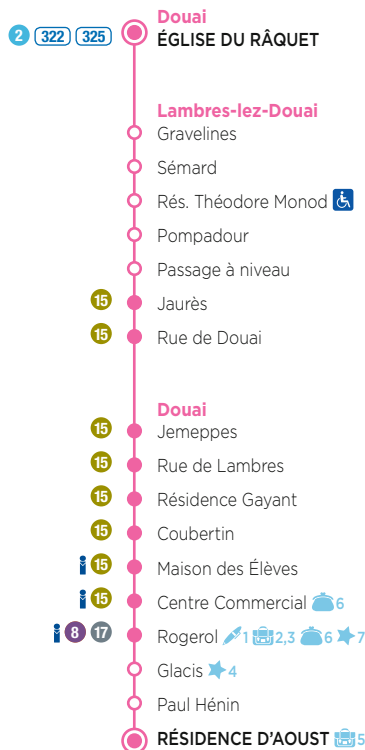 Douai
2 322 325 ÉGLISE DU RÂQUET
Lambres-lez-Douai
Gravelines
Sémard
Rés. Théodore Monod
Pompadour
Passage à niveau
15 Jaurès
15 Rue de Douai
Douai
15 Jemeppes
15 Rue de Lambres
15 Résidence Gayant
15 Coubertin
15 Maison des Élèves
15 Centre Commercial 6
8 17 Rogerol 1 2,3 6 7
Glacis 4
Paul Hénin
RÉSIDENCE D'AOUST 5